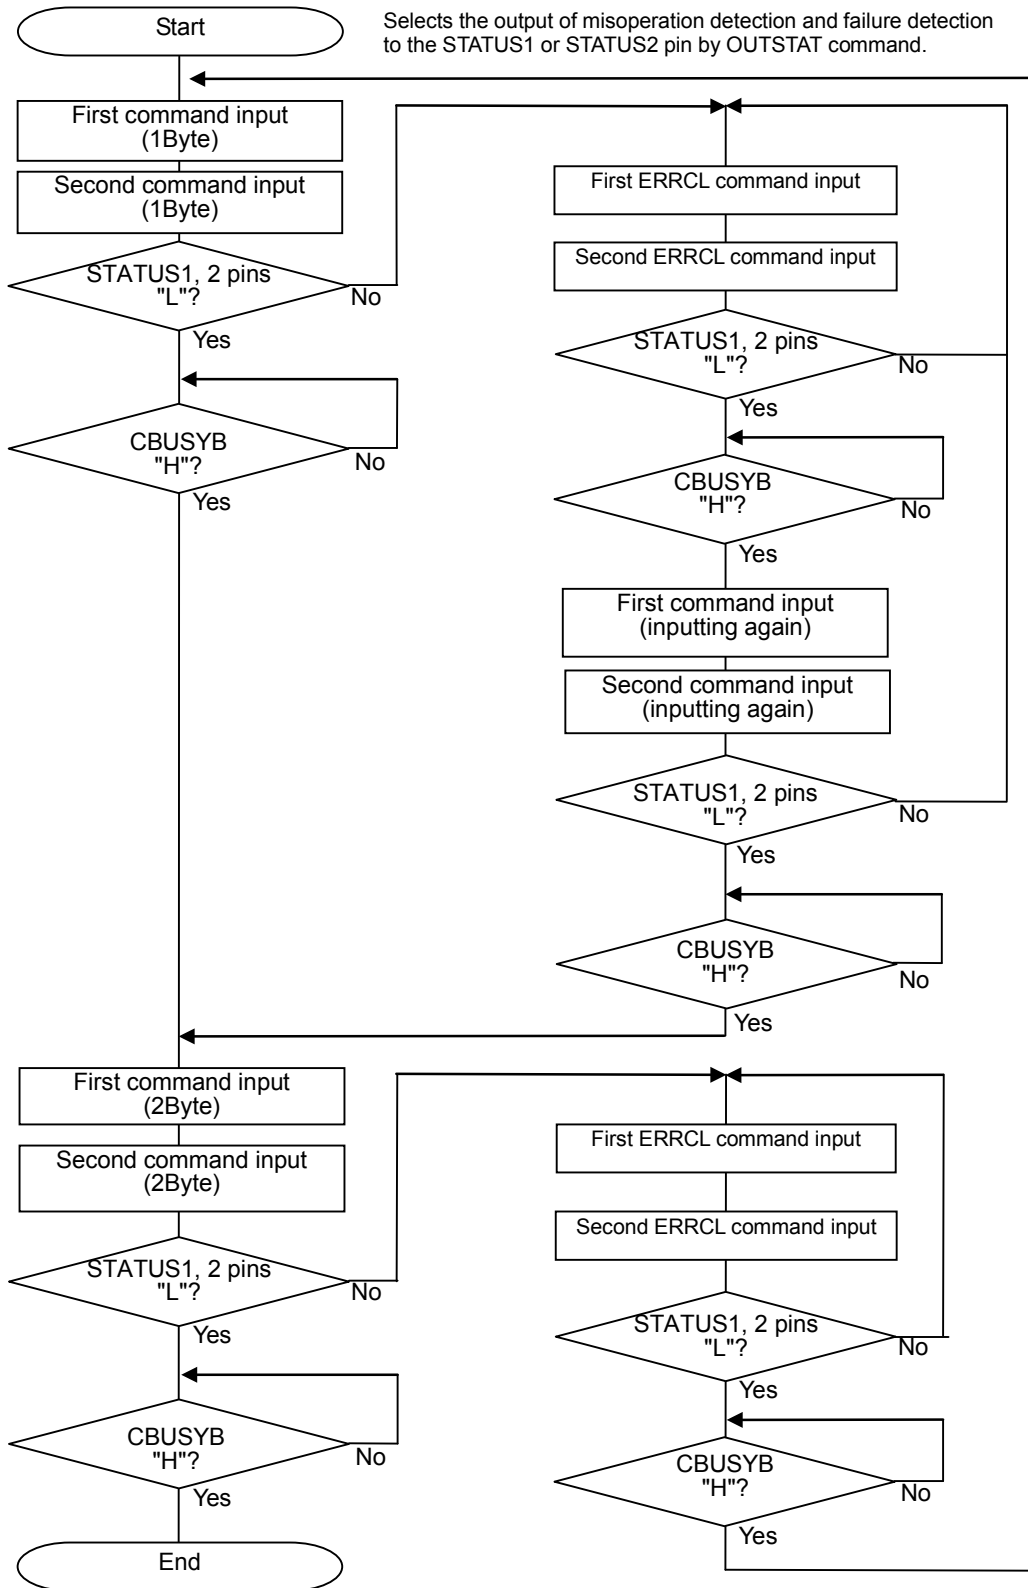 Start
Selects the output of misoperation detection and failure detection
to the STATUS1 or STATUS2 pin by OUTSTAT command.
First command input
(1Byte)
Second command input
(1Byte)
STATUS1, 2 pins
"L"?
No
Yes
CBUSYB
"H"?
No
Yes
First ERRCL command input
Second ERRCL command input
STATUS1, 2 pins
"L"?
No
Yes
CBUSYB
"H"?
No
Yes
First command input
(inputting again)
Second command input
(inputting again)
STATUS1, 2 pins
"L"?
No
Yes
CBUSYB
"H"?
No
Yes
First command input
(2Byte)
Second command input
(2Byte)
STATUS1, 2 pins
"L"?
No
Yes
CBUSYB
"H"?
No
Yes
End
First ERRCL command input
Second ERRCL command input
STATUS1, 2 pins
"L"?
No
Yes
CBUSYB
"H"?
No
Yes